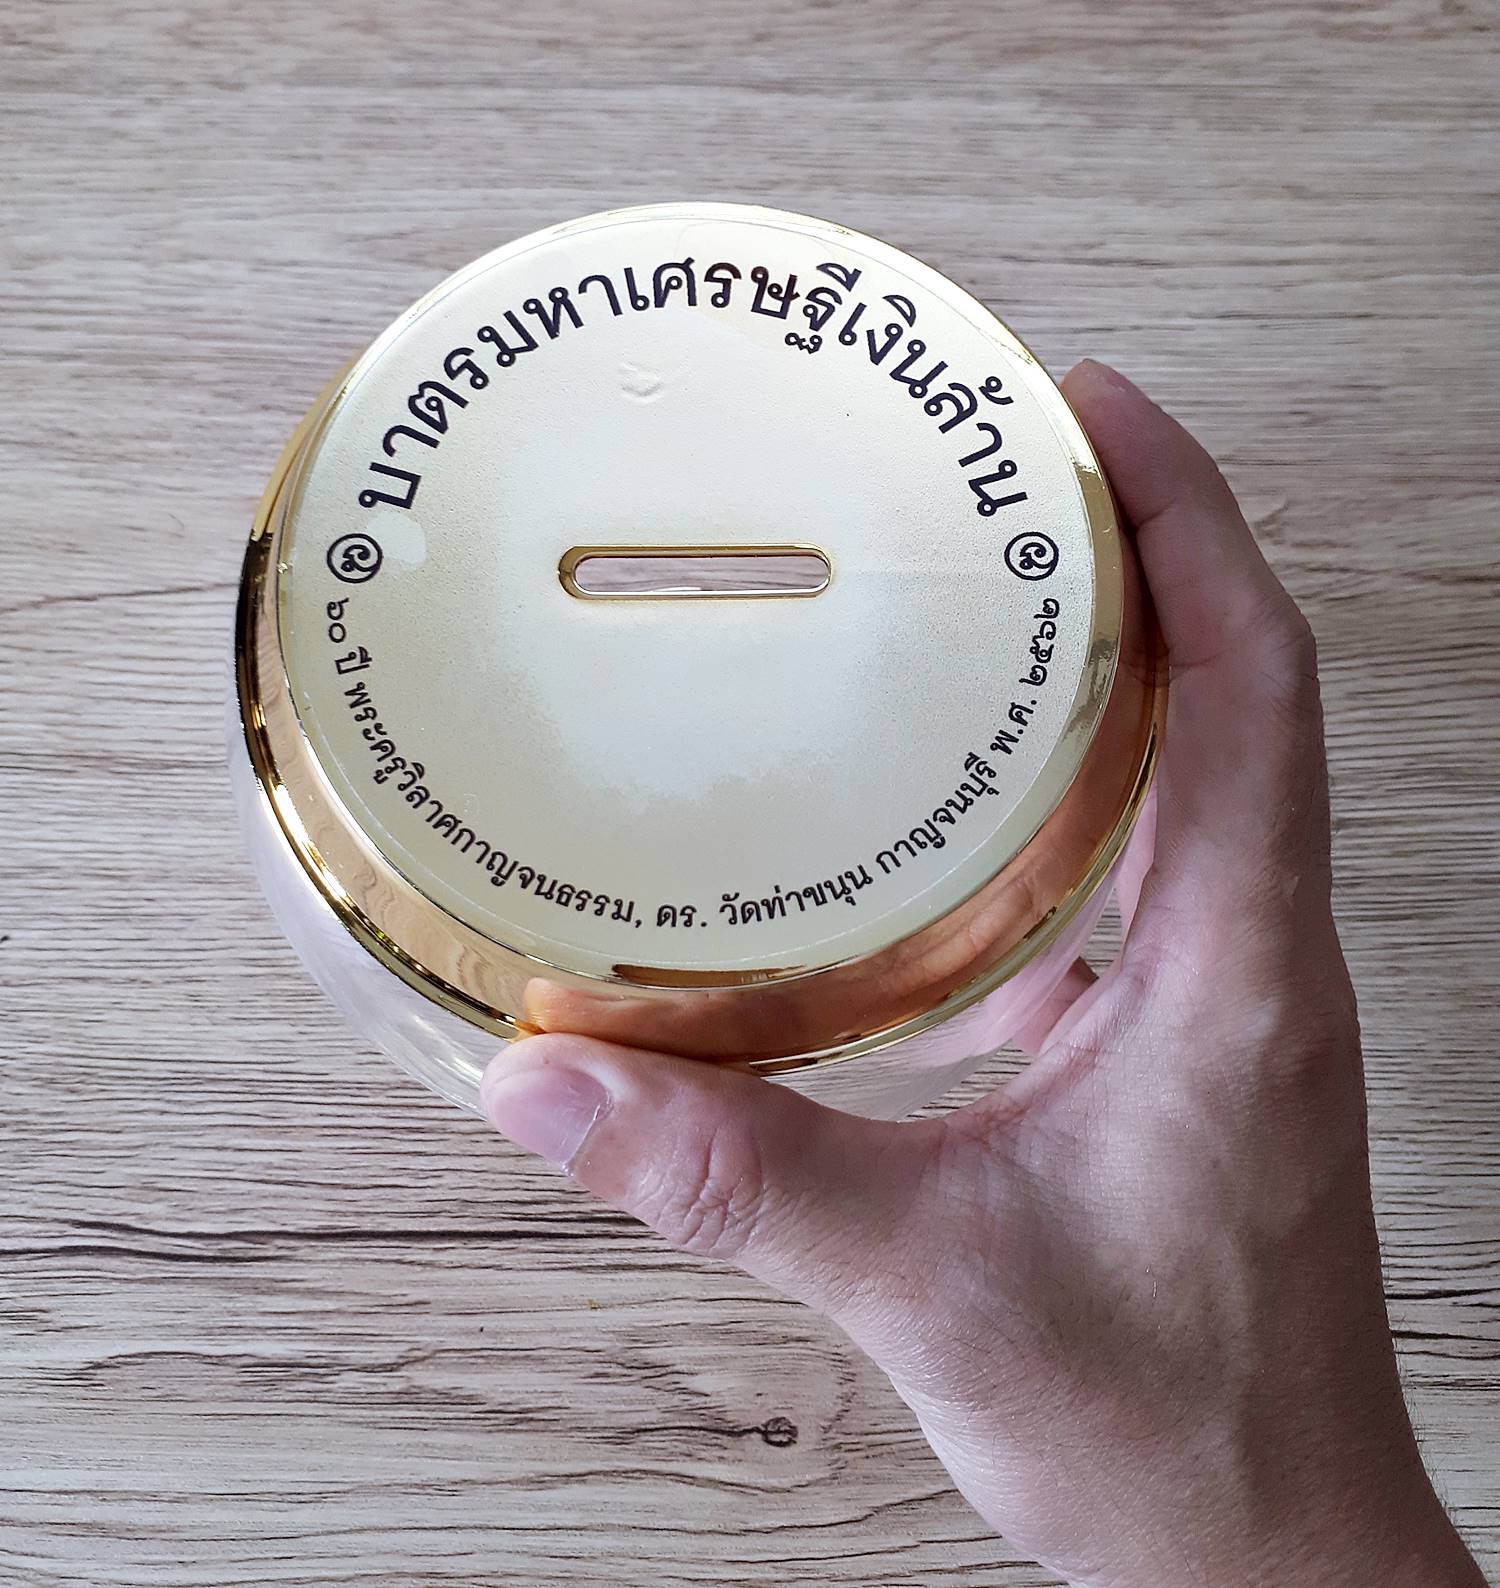 บาตรมหาเศรษฐีเงินล้าน
๖๐ ปี พระครูวิลาศกาญจนธรรม, ดร. วัดท่าขนุน กาญจนบุรี พ.ศ. ๒๕๖๒